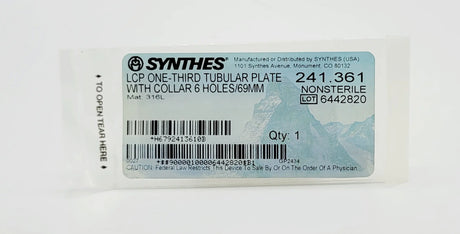 SYNTHES®
Manufactured or Distributed by SYNTHES (USA)
1101 Synthes Avenue, Monument, CO 80132
LCP ONE-THIRD TUBULAR PLATE
WITH COLLAR 6 HOLES/69MM
Mat: 316L
241.361
NONSTERILE
LOT 6442820
*H6792413610B
Qty: 1
GP2434
CAUTION: Federal Law Restricts This Device To Sale By Or On The Order Of A Physician
TO OPEN TEAR HERE